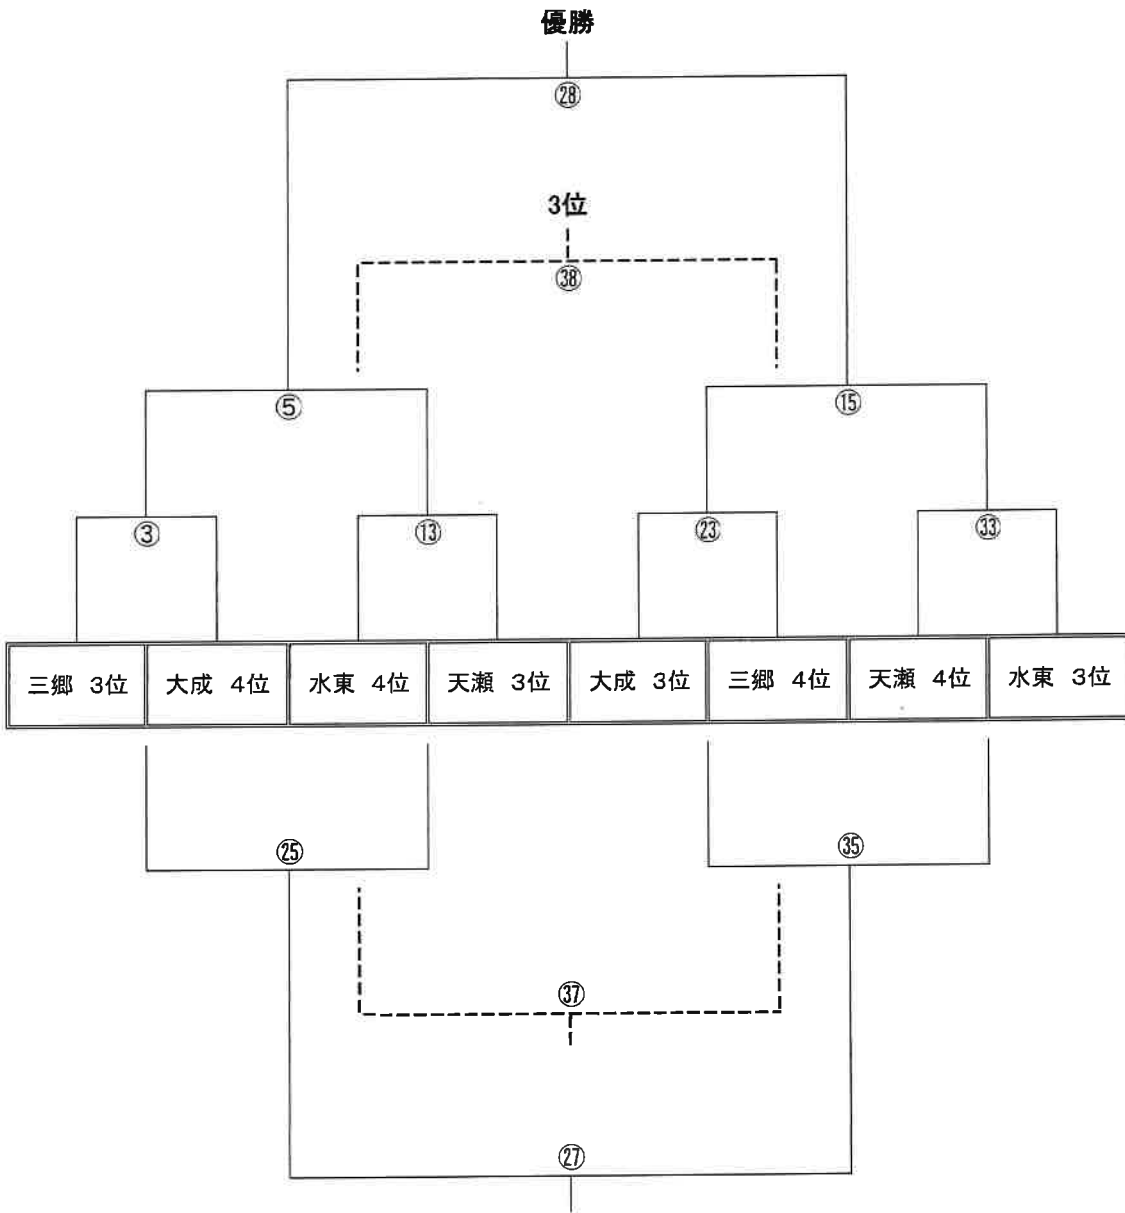 優勝
㉘
3位
㊳
⑤ ⑮
③ ⑬ ㉓ ㉝
三郷 3位 大成 4位 水東 4位 天瀬 3位 大成 3位 三郷 4位 天瀬 4位 水東 3位
㉕ ㉟
㊲
㉗